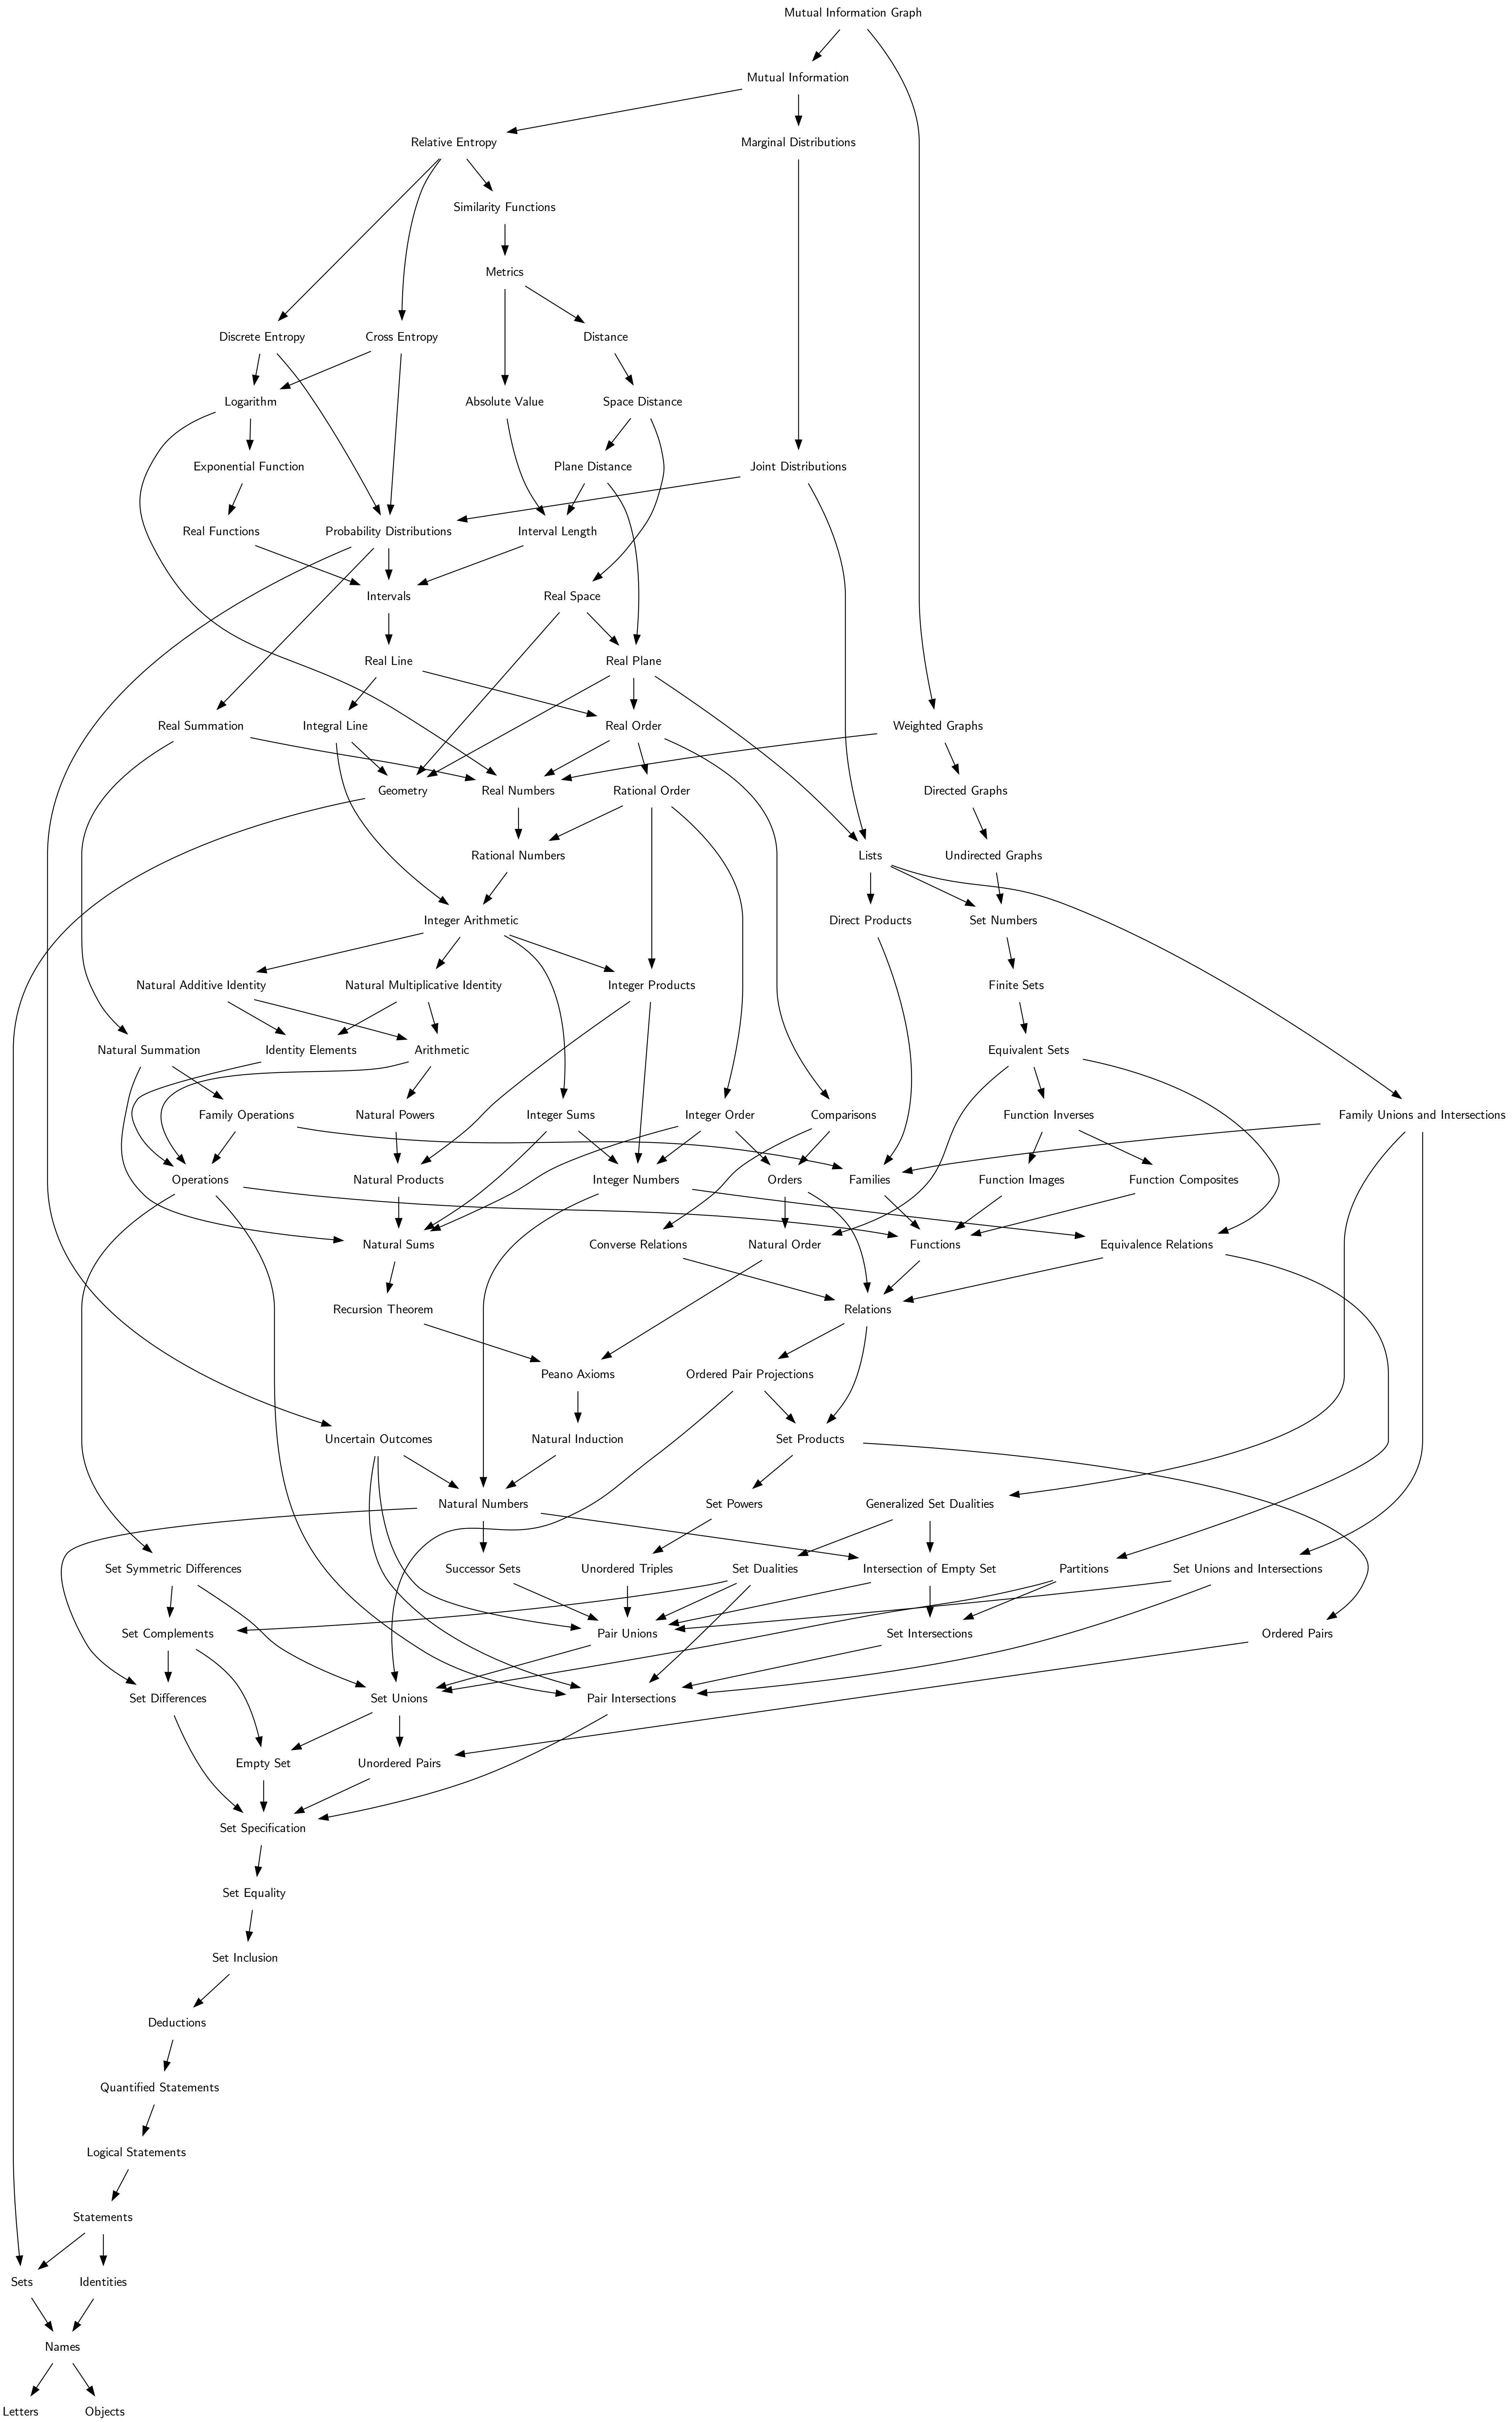 Mutual Information Graph
Mutual Information
Relative Entropy
Marginal Distributions
Similarity Functions
Metrics
Discrete Entropy
Cross Entropy
Distance
Logarithm
Absolute Value
Space Distance
Exponential Function
Plane Distance
Joint Distributions
Real Functions
Probability Distributions
Interval Length
Intervals
Real Space
Real Line
Real Plane
Real Summation
Integral Line
Real Order
Weighted Graphs
Geometry
Real Numbers
Rational Order
Directed Graphs
Rational Numbers
Lists
Undirected Graphs
Integer Arithmetic
Direct Products
Set Numbers
Natural Additive Identity
Natural Multiplicative Identity
Integer Products
Finite Sets
Natural Summation
Identity Elements
Arithmetic
Equivalent Sets
Family Operations
Natural Powers
Integer Sums
Integer Order
Comparisons
Function Inverses
Family Unions and Intersections
Operations
Natural Products
Integer Numbers
Orders
Families
Function Images
Function Composites
Natural Sums
Converse Relations
Natural Order
Functions
Equivalence Relations
Recursion Theorem
Relations
Peano Axioms
Ordered Pair Projections
Uncertain Outcomes
Natural Induction
Set Products
Natural Numbers
Set Powers
Generalized Set Dualities
Set Symmetric Differences
Successor Sets
Unordered Triples
Set Dualities
Intersection of Empty Set
Partitions
Set Unions and Intersections
Set Complements
Pair Unions
Set Intersections
Ordered Pairs
Set Differences
Set Unions
Pair Intersections
Empty Set
Unordered Pairs
Set Specification
Set Equality
Set Inclusion
Deductions
Quantified Statements
Logical Statements
Statements
Sets
Identities
Names
Letters
Objects